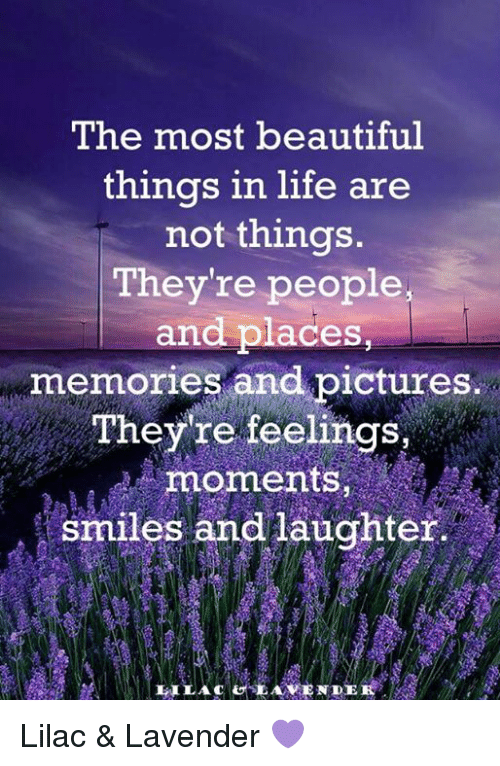 The most beautiful
things in life are
not things.
They're people,
and places,
memories and pictures.
They're feelings,
moments,
smiles and laughter.
LILAC & LAVENDER
Lilac & Lavender 💜